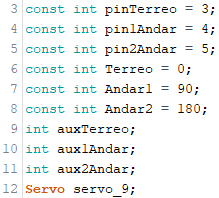 3 const int pinTerreo = 3;
4 const int pin1Andar = 4;
5 const int pin2Andar = 5;
6 const int Terreo = 0;
7 const int Andar1 = 90;
8 const int Andar2 = 180;
9 int auxTerreo;
10 int aux1Andar;
11 int aux2Andar;
12 Servo servo_9;